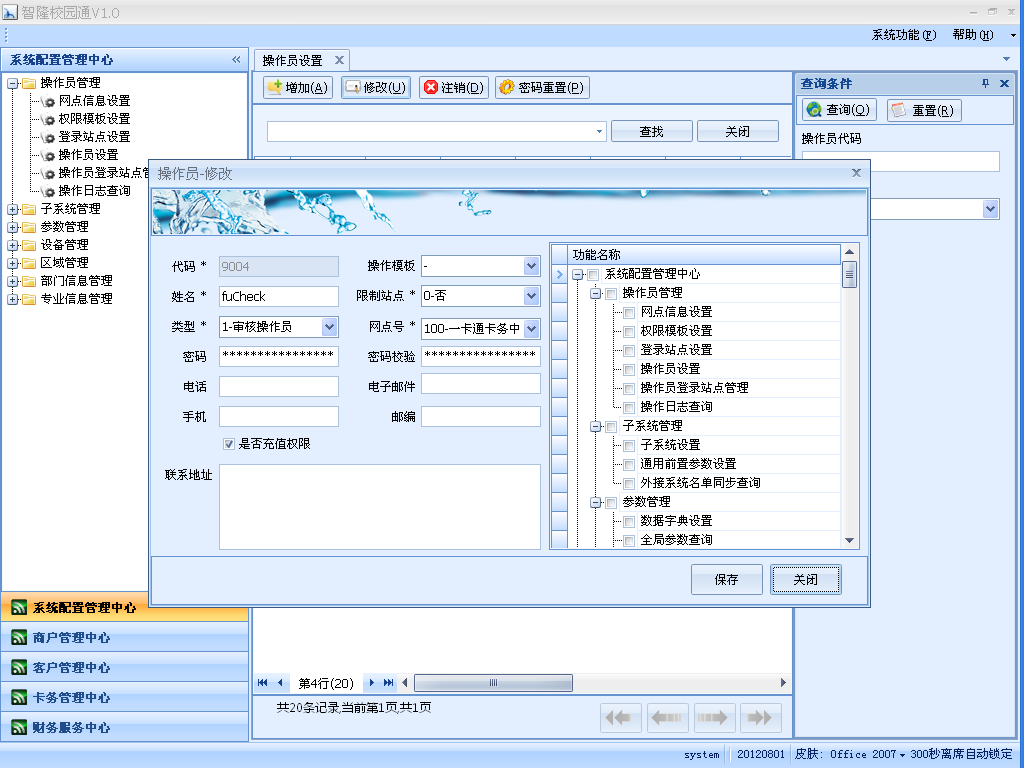 智隆校园通V1.0
系统功能(F) 帮助(H)
系统配置管理中心
操作员管理
网点信息设置
权限模板设置
登录站点设置
操作员设置
操作员登录站点管
操作日志查询
子系统管理
参数管理
设备管理
区域管理
部门信息管理
专业信息管理
系统配置管理中心
商户管理中心
客户管理中心
卡务管理中心
财务服务中心
操作员设置
增加(A) 修改(U) 注销(D) 密码重置(P)
查找 关闭
查询条件
查询(Q) 重置(R)
操作员代码
操作员-修改
代码 * 9004 操作模板 -
姓名 * fuCheck 限制站点 * 0-否
类型 * 1-审核操作员 网点号 * 100-一卡通卡务中
密码 **************** 密码校验 ****************
电话 电子邮件
手机 邮编
是否充值权限
联系地址
功能名称
系统配置管理中心
操作员管理
网点信息设置
权限模板设置
登录站点设置
操作员设置
操作员登录站点管理
操作日志查询
子系统管理
子系统设置
通用前置参数设置
外接系统名单同步查询
参数管理
数据字典设置
全局参数查询
保存 关闭
第4行(20)
共20条记录,当前第1页,共1页
system 20120801 皮肤: Office 2007 300秒离席自动锁定